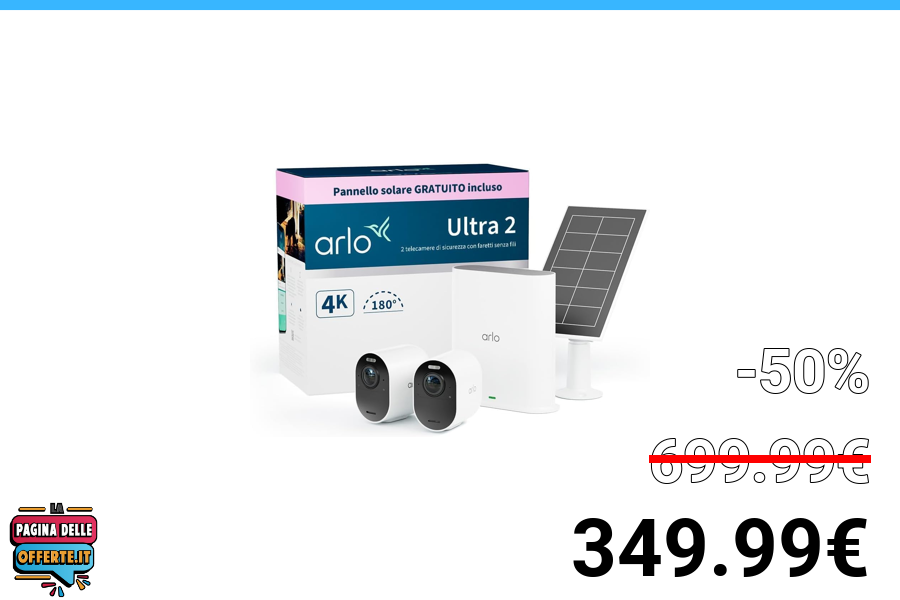 Pannello solare GRATUITO incluso
arlo
Ultra 2
2 telecamere di sicurezza con faretti senza fili
4K
180°
arlo
-50%
699.99€
349.99€
LA
PAGINA DELLE
OFFERTE.IT